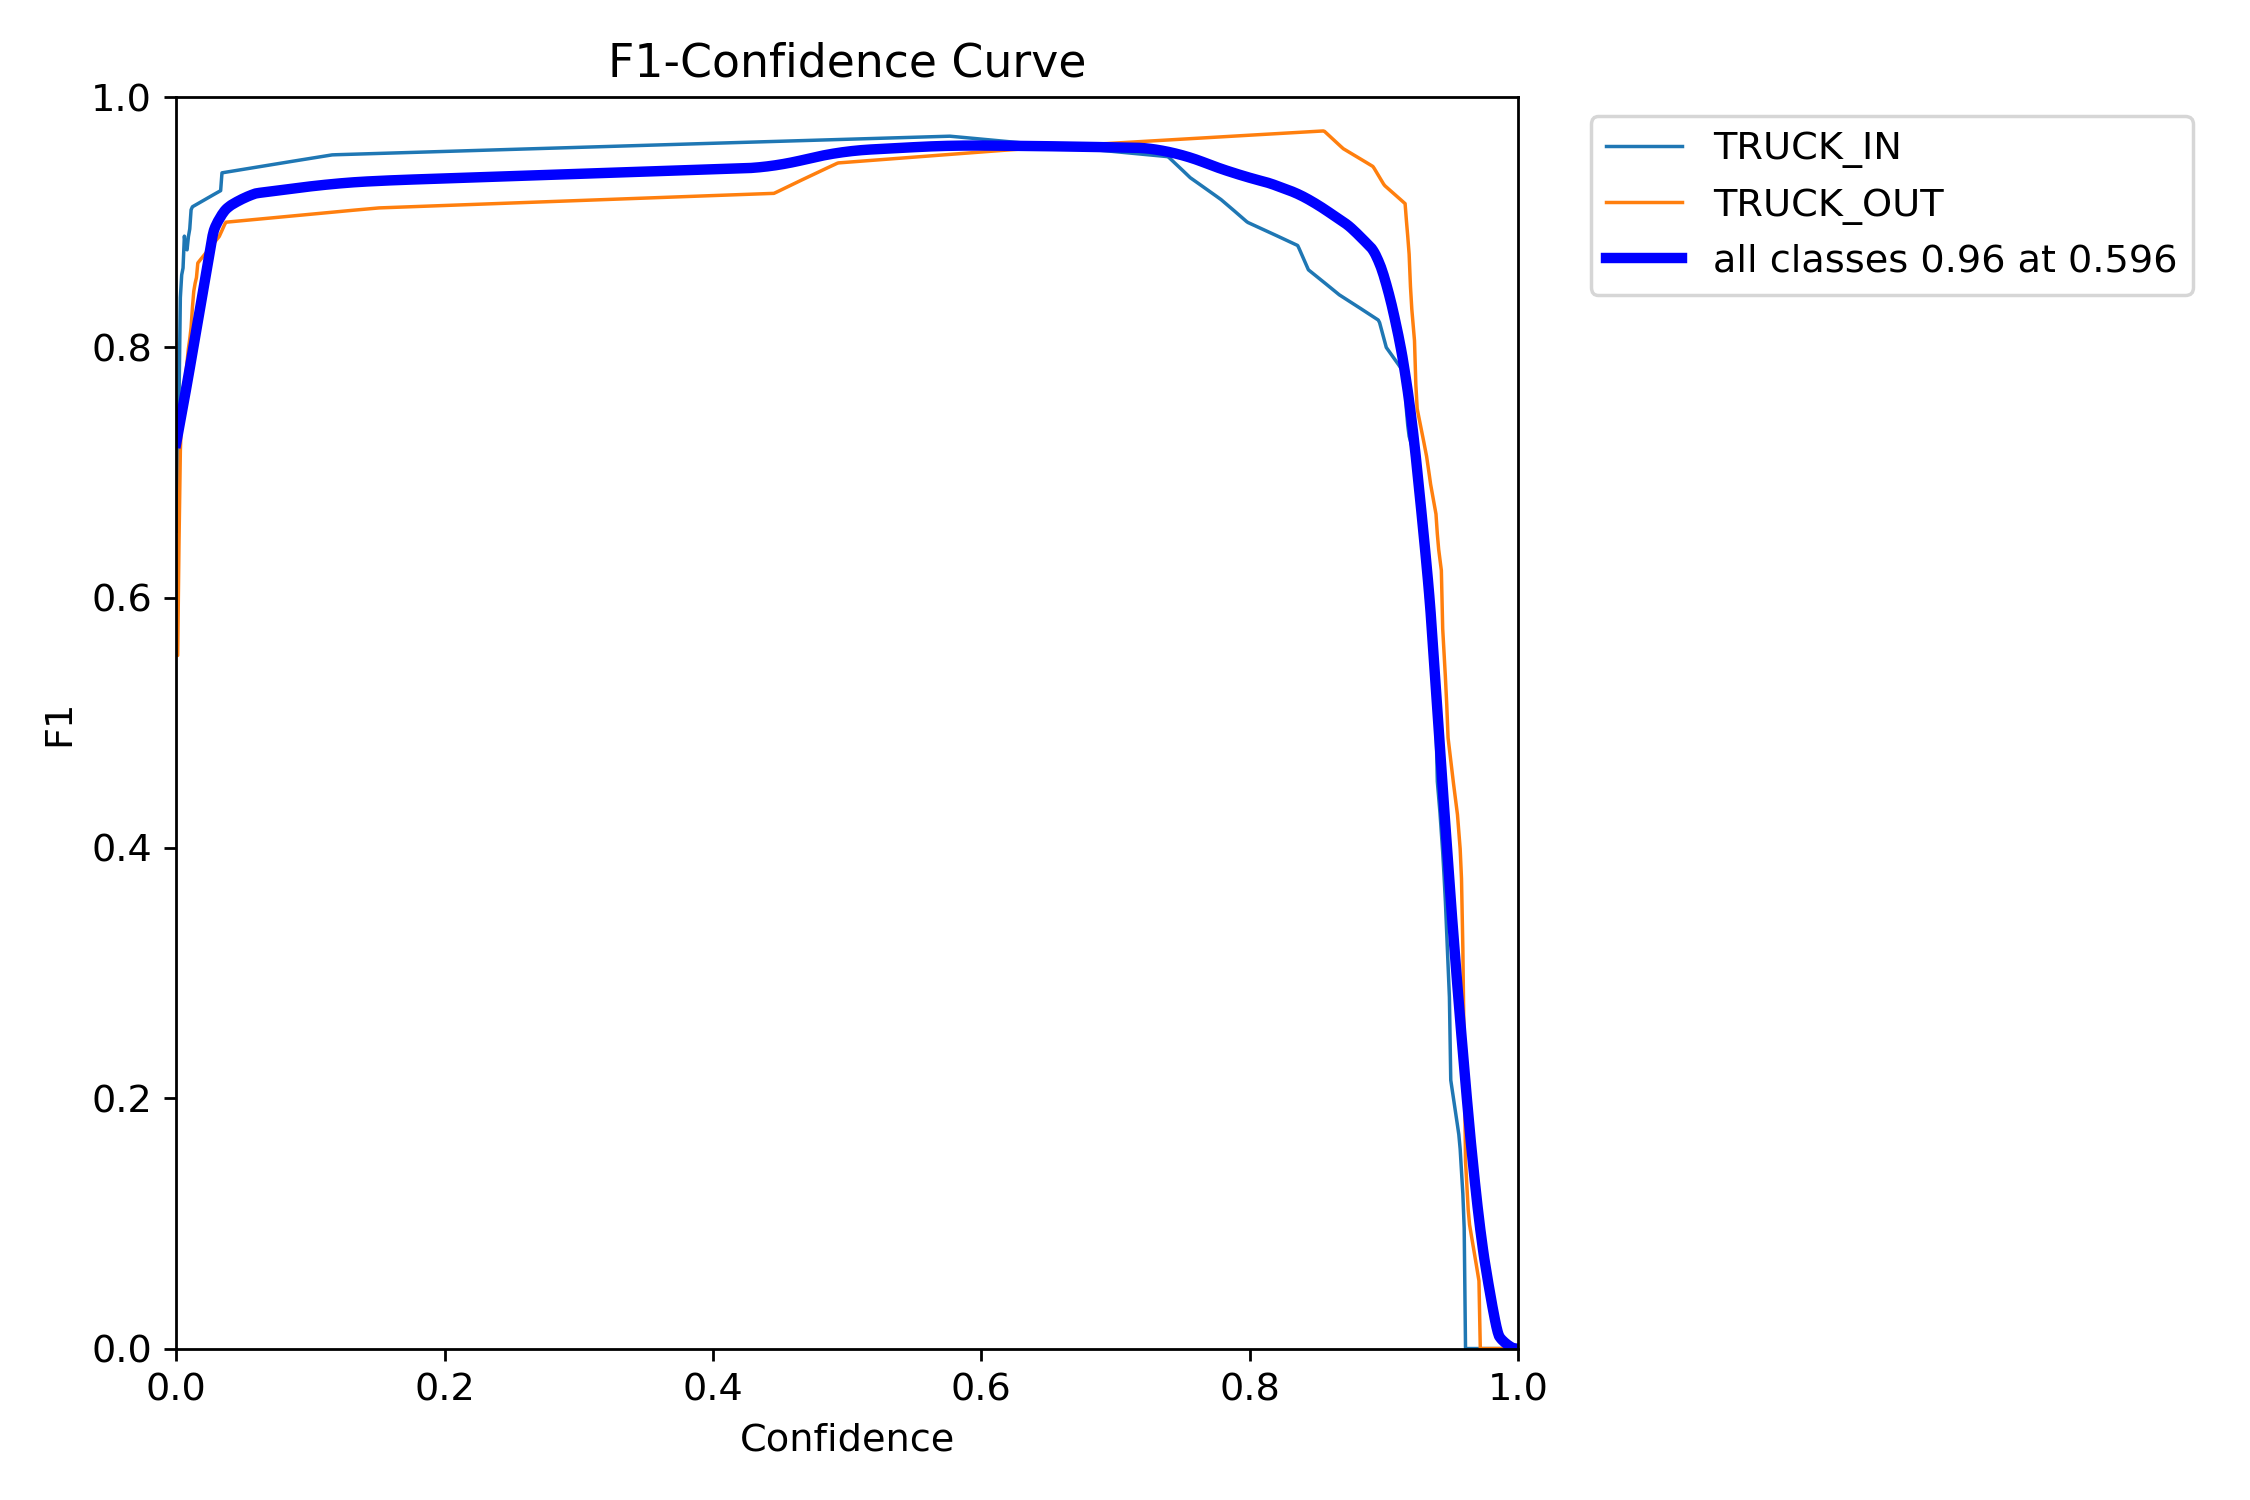 F1-Confidence Curve
1.0
0.8
0.6
0.4
0.2
0.0
F1
0.0 0.2 0.4 0.6 0.8 1.0
Confidence
TRUCK_IN
TRUCK_OUT
all classes 0.96 at 0.596